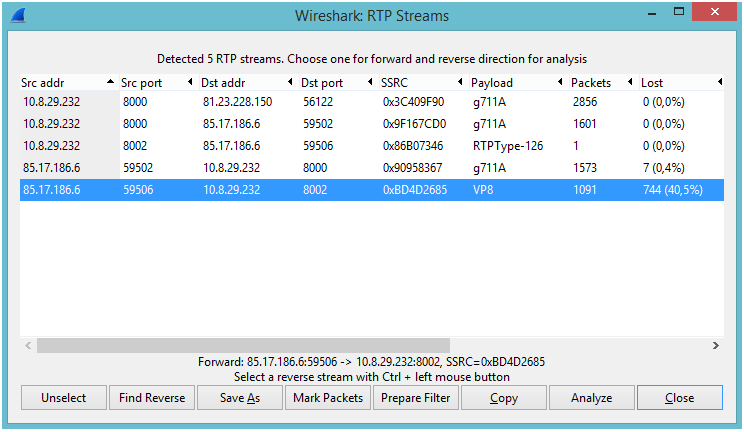 Wireshark: RTP Streams
Detected 5 RTP streams. Choose one for forward and reverse direction for analysis
Src addr Src port Dst addr Dst port SSRC Payload Packets Lost
10.8.29.232 8000 81.23.228.150 56122 0x3C409F90 g711A 2856 0 (0,0%)
10.8.29.232 8000 85.17.186.6 59502 0x9F167CD0 g711A 1601 0 (0,0%)
10.8.29.232 8002 85.17.186.6 59506 0x86B07346 RTPType-126 1 0 (0,0%)
85.17.186.6 59502 10.8.29.232 8000 0x90958367 g711A 1573 7 (0,4%)
85.17.186.6 59506 10.8.29.232 8002 0xBD4D2685 VP8 1091 744 (40,5%)
Forward: 85.17.186.6:59506 -> 10.8.29.232:8002, SSRC=0xBD4D2685
Select a reverse stream with Ctrl + left mouse button
Unselect Find Reverse Save As Mark Packets Prepare Filter Copy Analyze Close